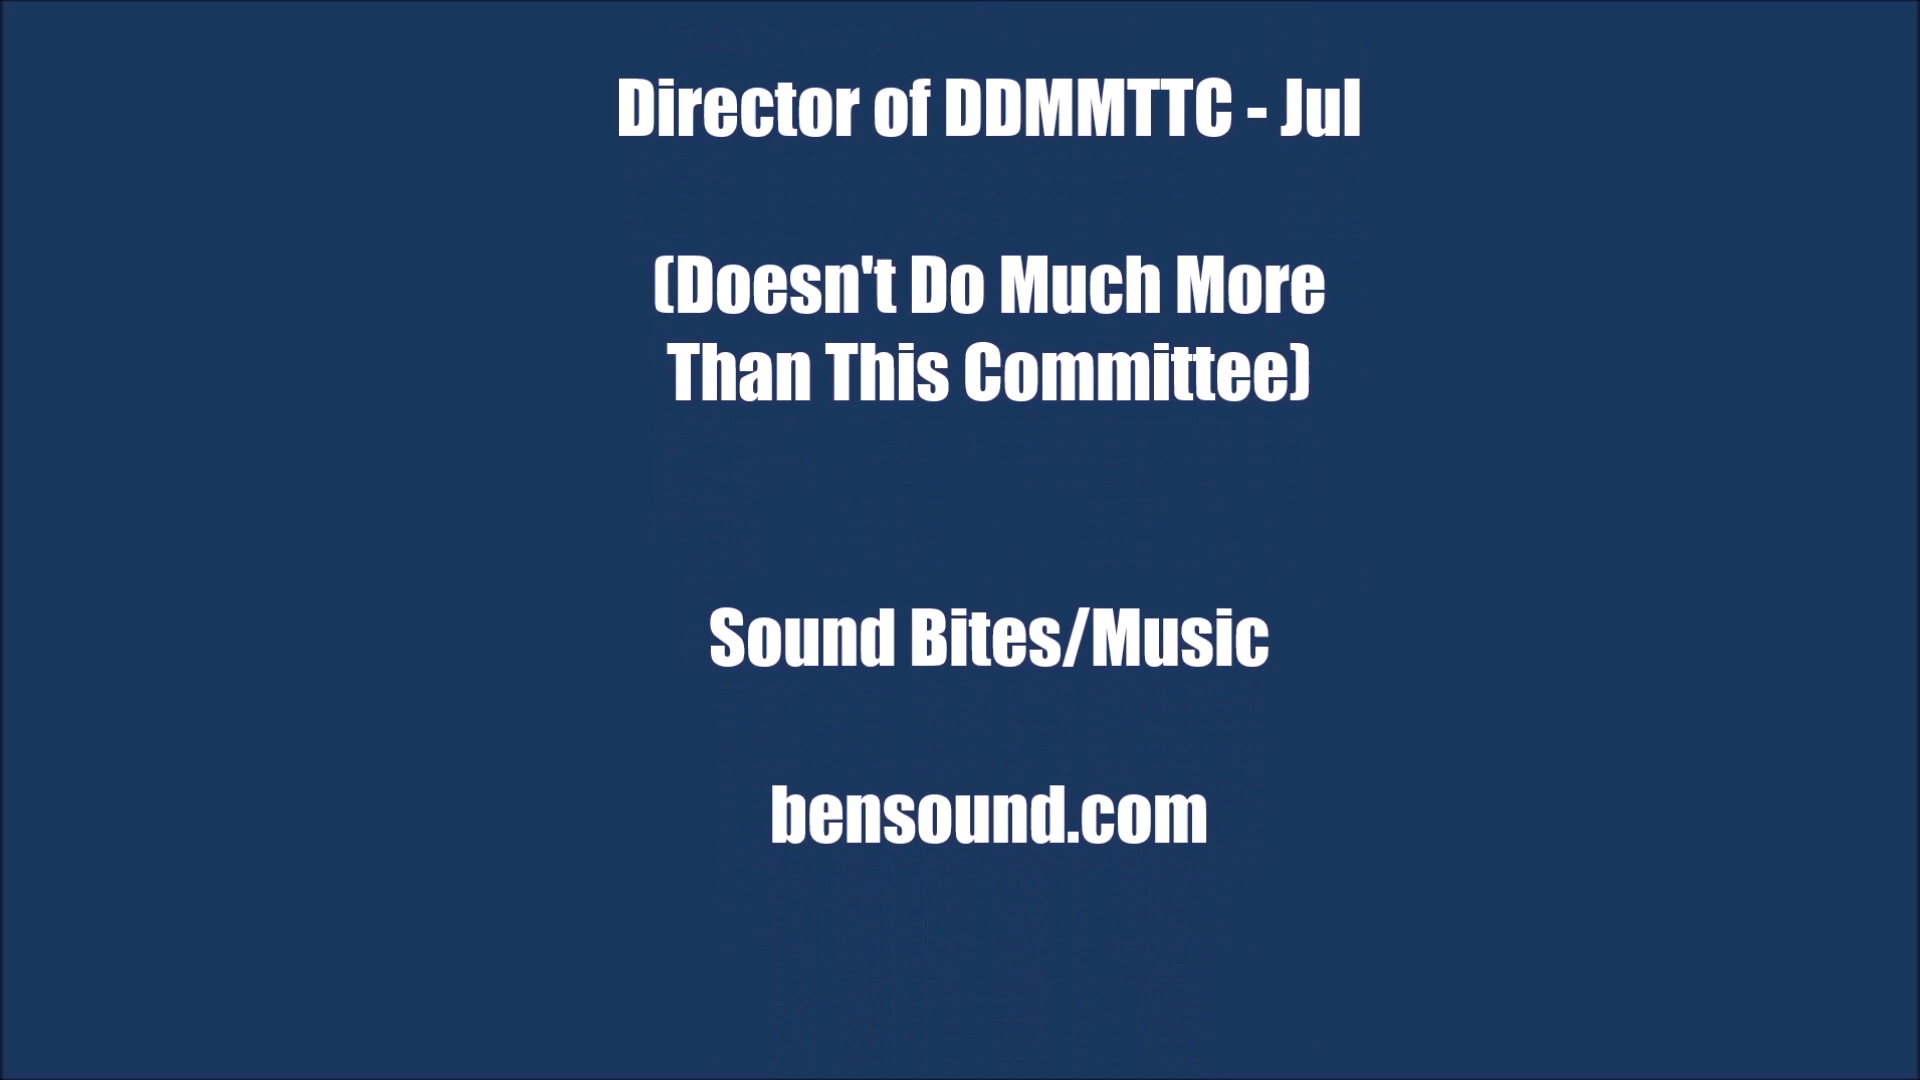 Director of DDMMTTC - Jul
(Doesn't Do Much More
Than This Committee)
Sound Bites/Music
bensound.com